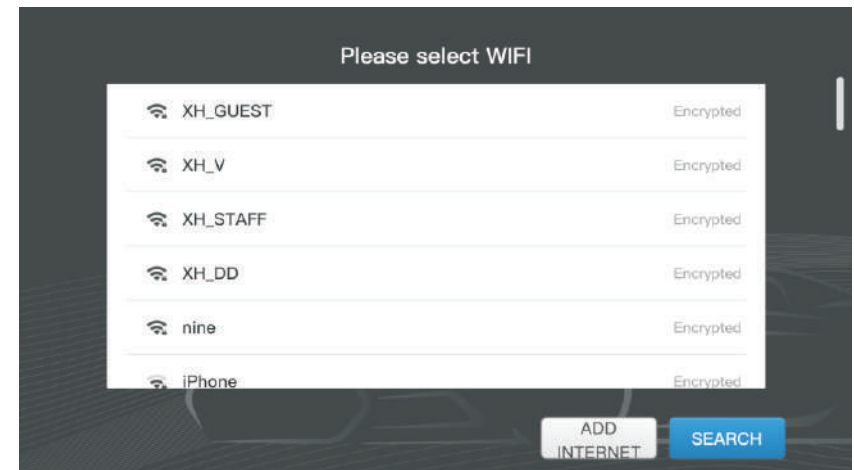 Please select WIFI
XH_GUEST Encrypted
XH_V Encrypted
XH_STAFF Encrypted
XH_DD Encrypted
nine Encrypted
iPhone Encrypted
ADD
INTERNET
SEARCH